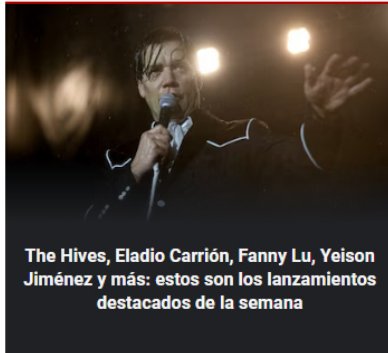 The Hives, Eladio Carrión, Fanny Lu, Yeison
Jiménez y más: estos son los lanzamientos
destacados de la semana